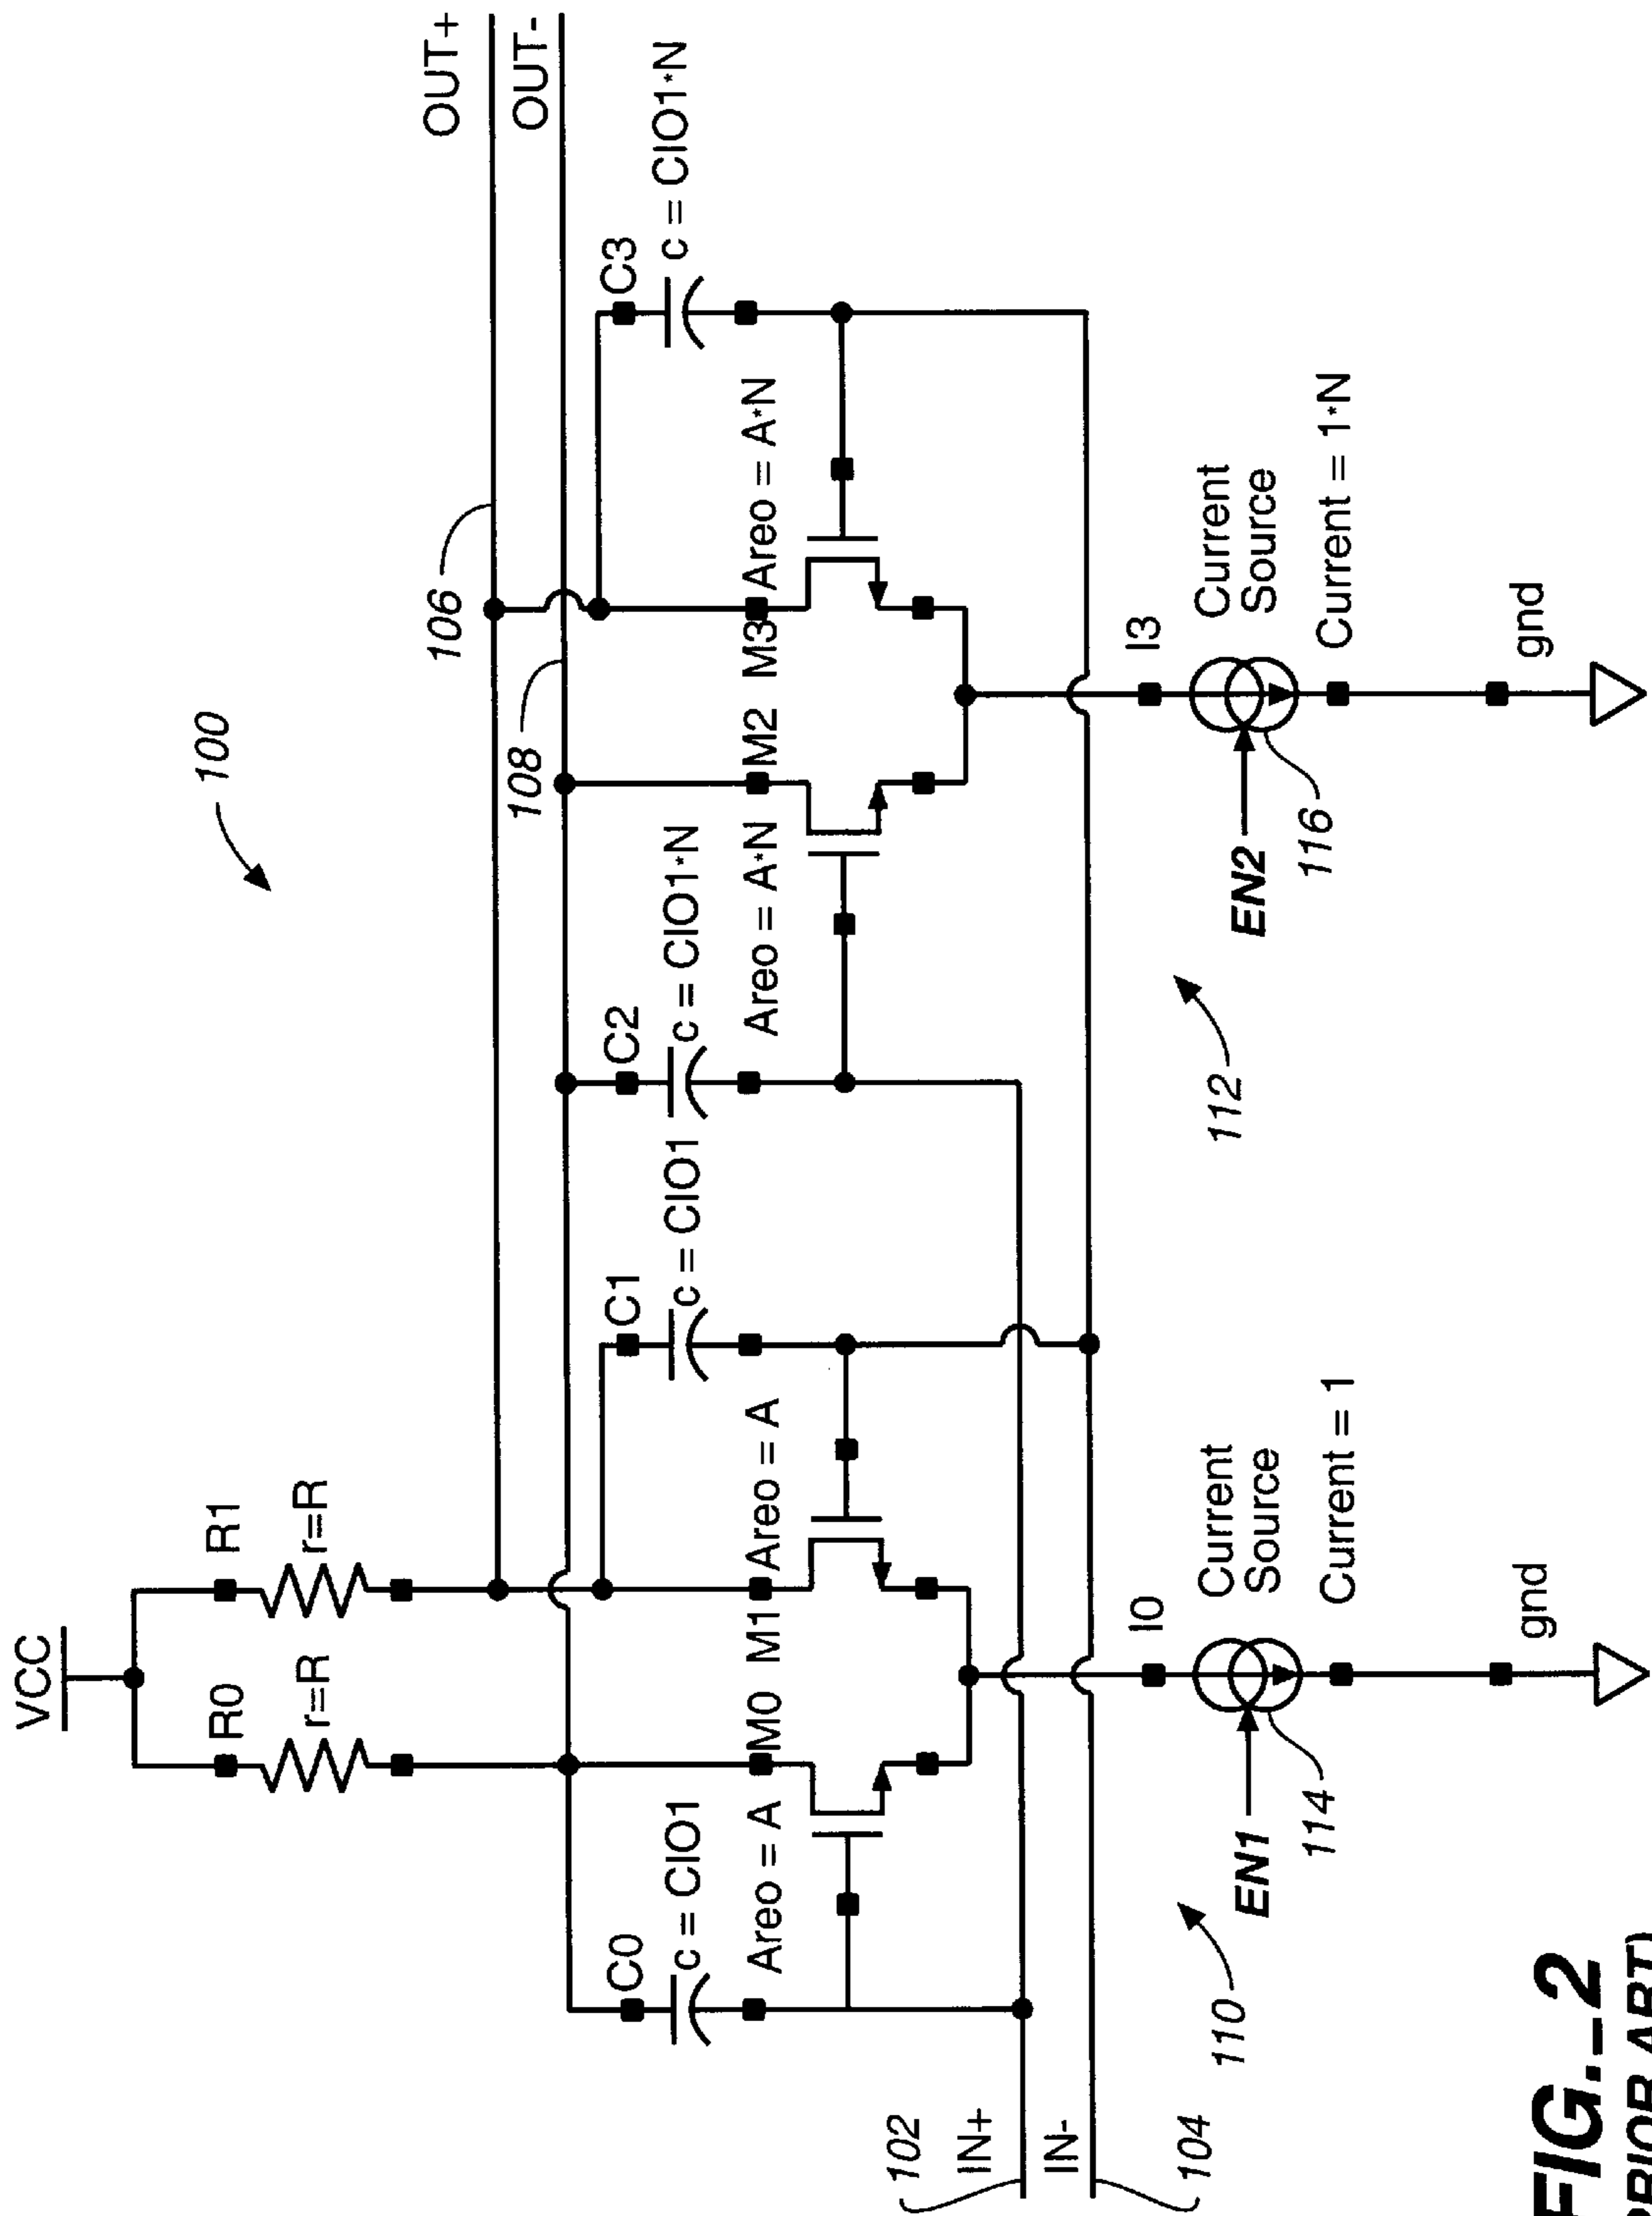 100
VCC
R0
r=R
R1
r=R
106
OUT+
108
OUT-
C0
c = CIO1
C1
c = CIO1
C2
c = CIO1*N
C3
c = CIO1*N
Areo = A
M0
M1
Areo = A
Areo = A*N
M2
M3
Areo = A*N
102
IN+
IN-
104
I0
Current
Source
Current = 1
EN1
114
110
gnd
I3
Current
Source
Current = 1*N
EN2
116
112
gnd
FIG._2
(PRIOR ART)